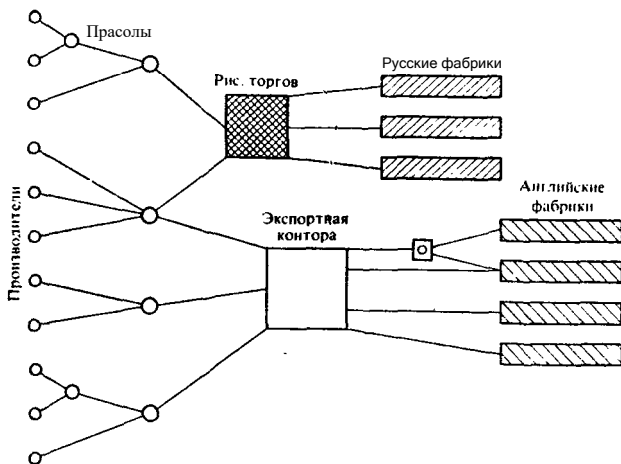 Прасолы
Рис. торгов
Русские фабрики
Производители
Экспортная
контора
Английские
фабрики